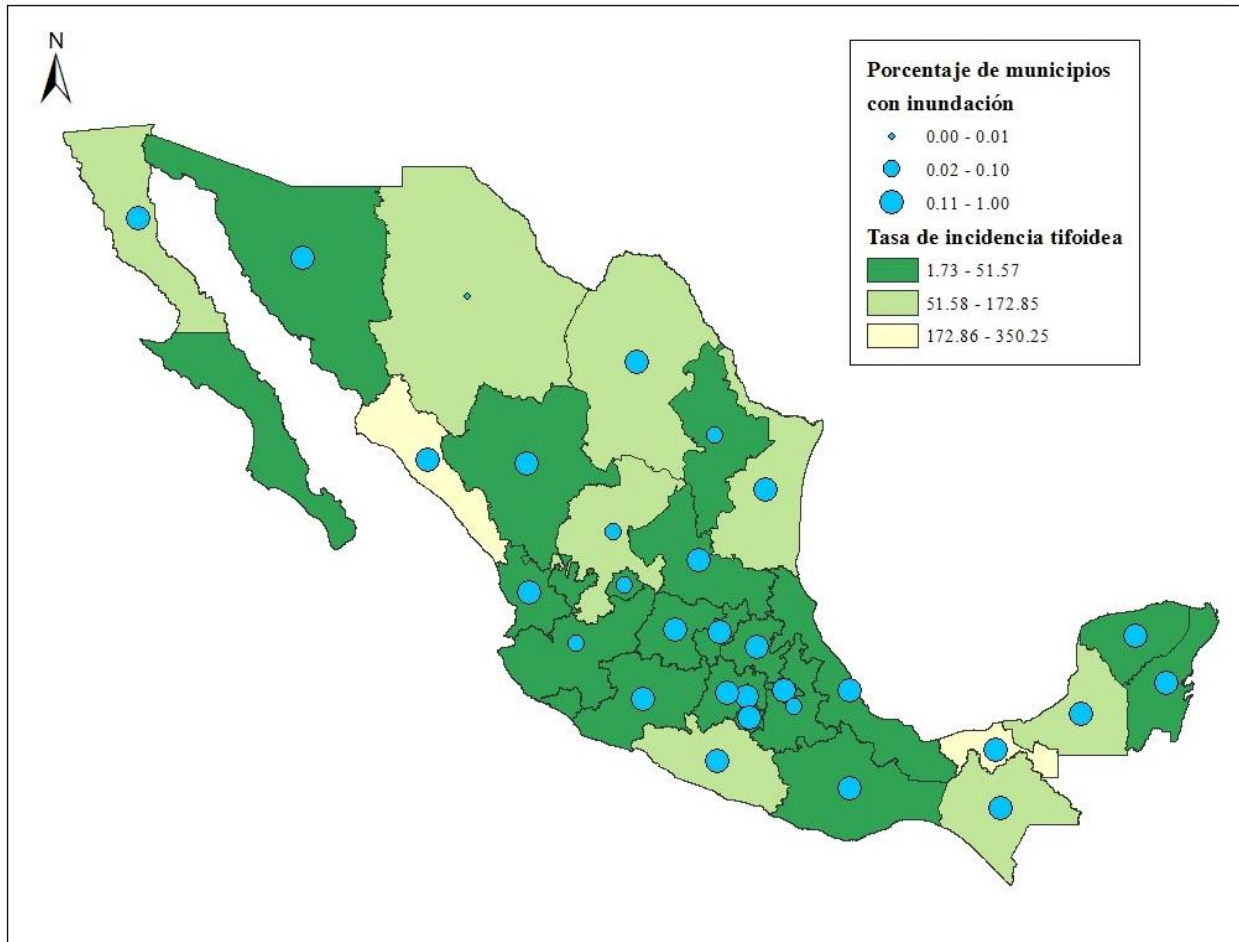 N
Porcentaje de municipios
con inundación
0.00 - 0.01
0.02 - 0.10
0.11 - 1.00
Tasa de incidencia tifoidea
1.73 - 51.57
51.58 - 172.85
172.86 - 350.25